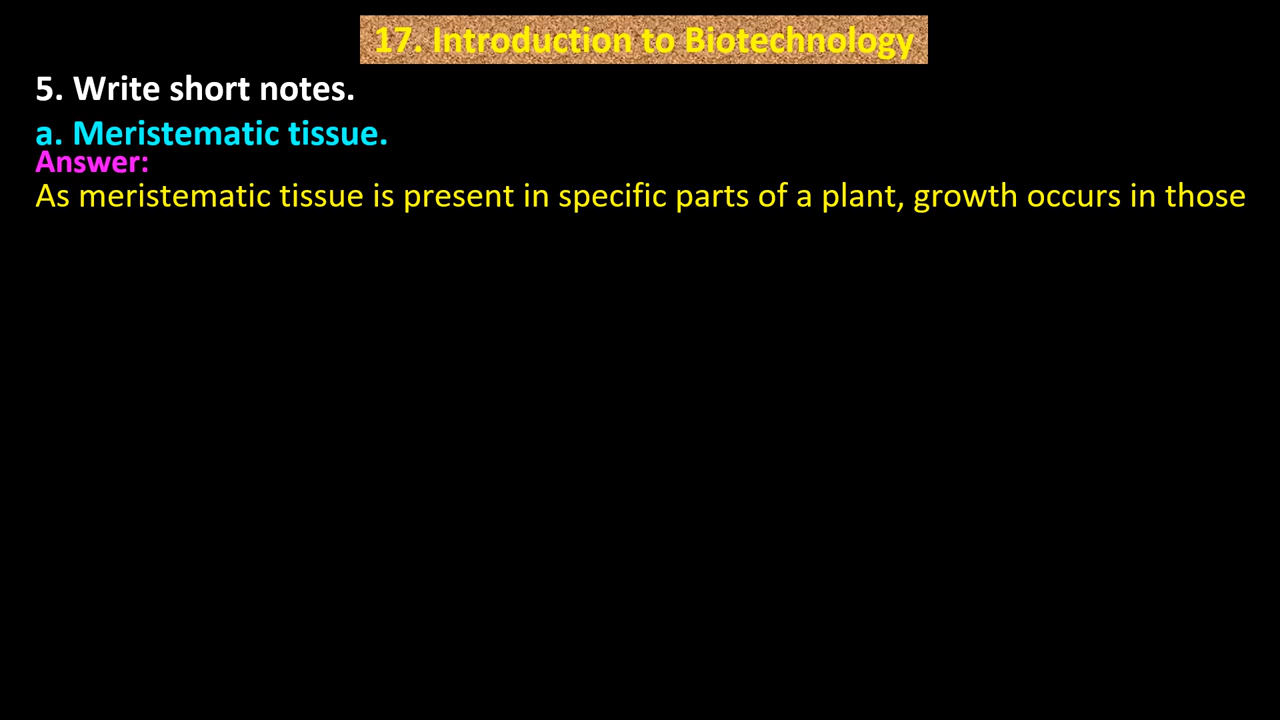 17. Introduction to Biotechnology
5. Write short notes.
a. Meristematic tissue.
Answer:
As meristematic tissue is present in specific parts of a plant, growth occurs in those